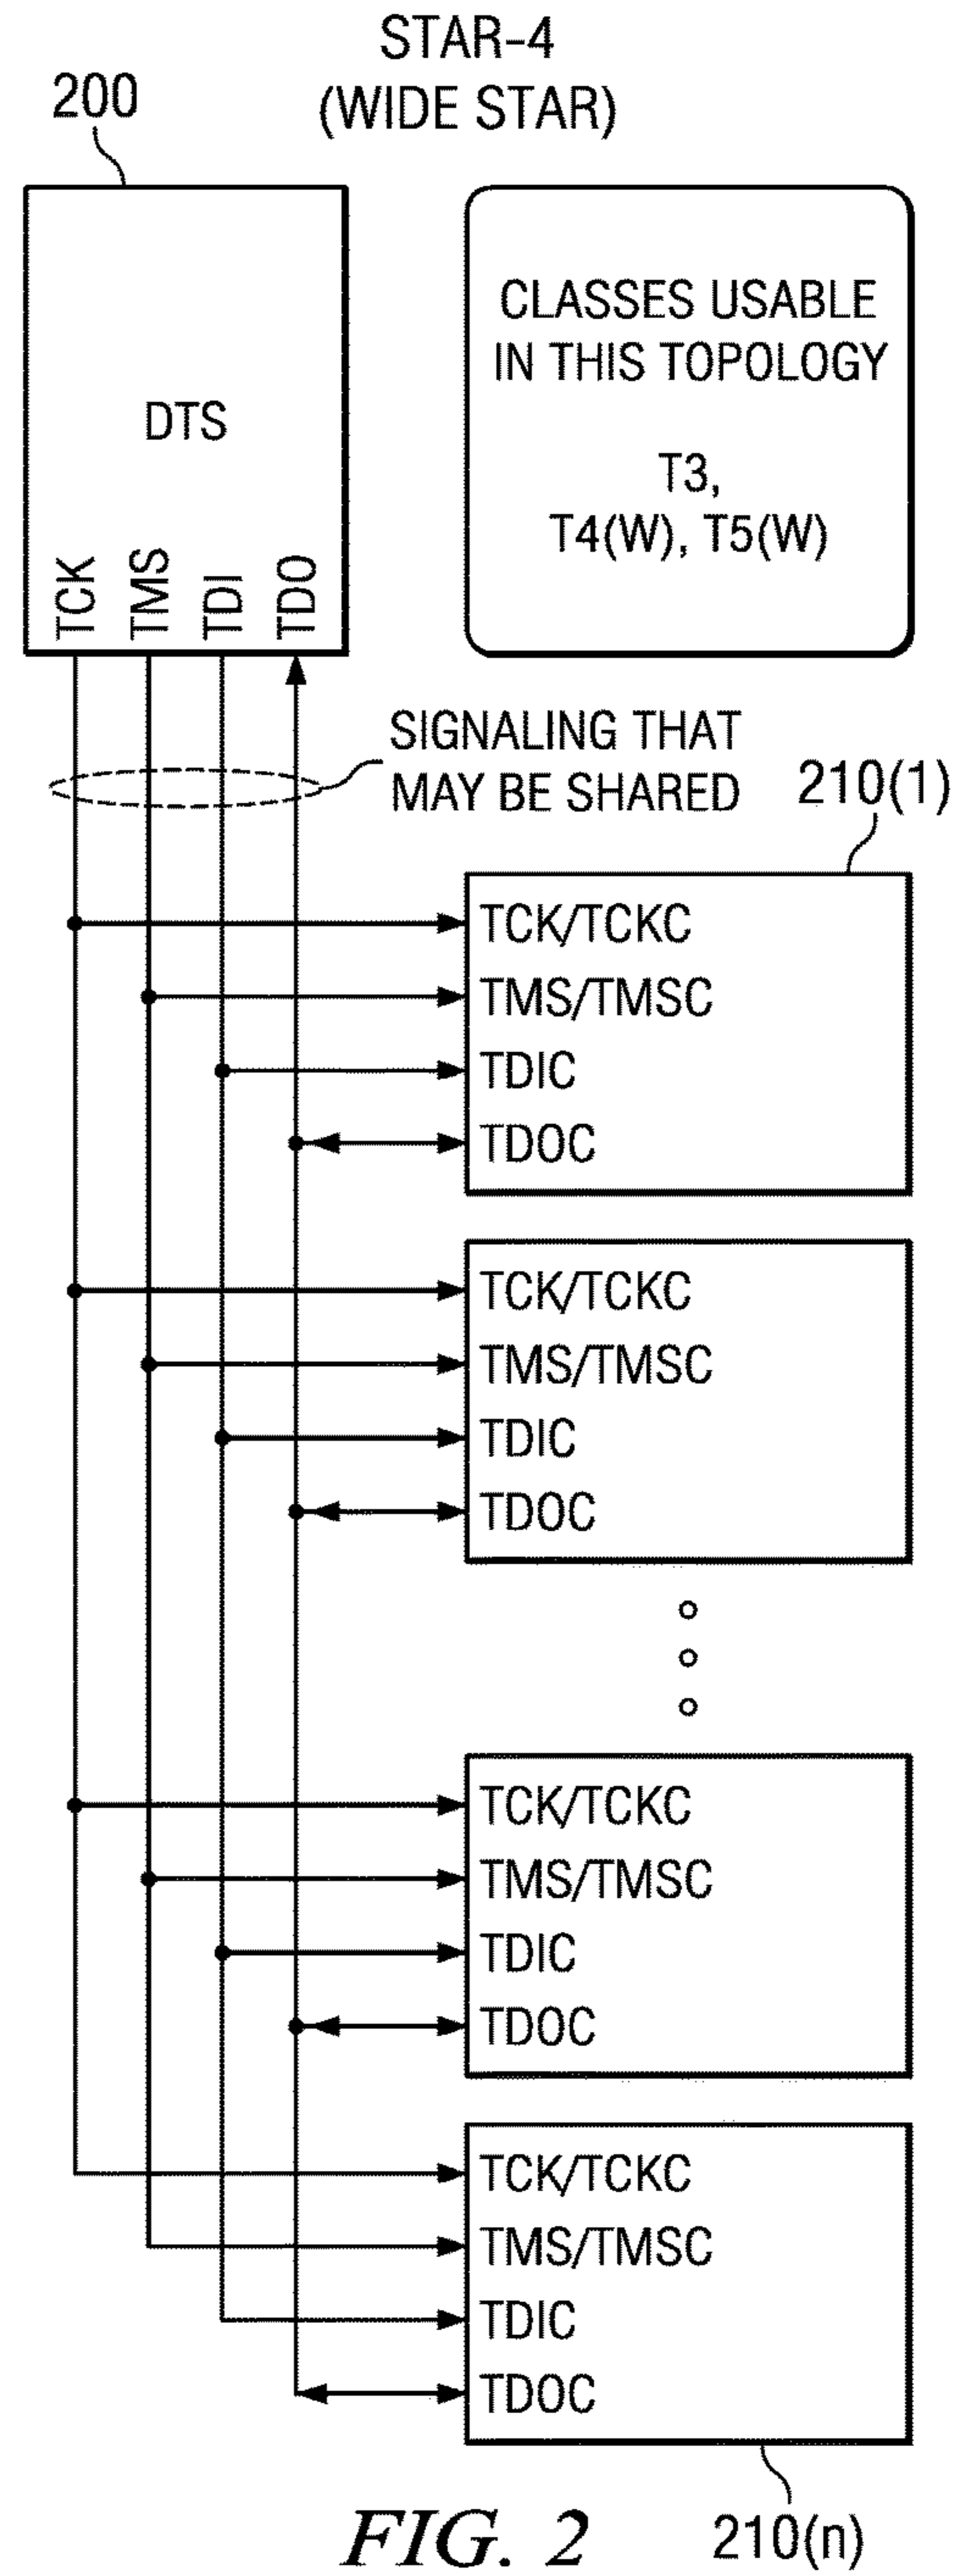 STAR-4
(WIDE STAR)
200
CLASSES USABLE
IN THIS TOPOLOGY
T3,
T4(W), T5(W)
DTS
TCK
TMS
TDI
TDO
SIGNALING THAT
MAY BE SHARED
210(1)
TCK/TCKC
TMS/TMSC
TDIC
TDOC
TCK/TCKC
TMS/TMSC
TDIC
TDOC
TCK/TCKC
TMS/TMSC
TDIC
TDOC
TCK/TCKC
TMS/TMSC
TDIC
TDOC
210(n)
FIG. 2